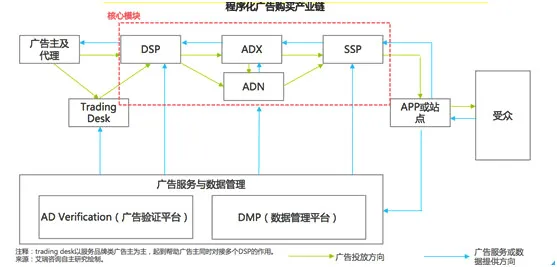 程序化广告购买产业链
核心模块
广告主及
代理
DSP
ADX
SSP
ADN
Trading
Desk
APP或站
点
受众
广告服务与数据管理
AD Verification（广告验证平台）
DMP（数据管理平台）
注释：trading desk以服务品牌类广告主为主，起到帮助广告主同时对接多个DSP的作用。
来源：艾瑞咨询自主研究绘制。
广告投放方向
广告服务或数
据提供方向